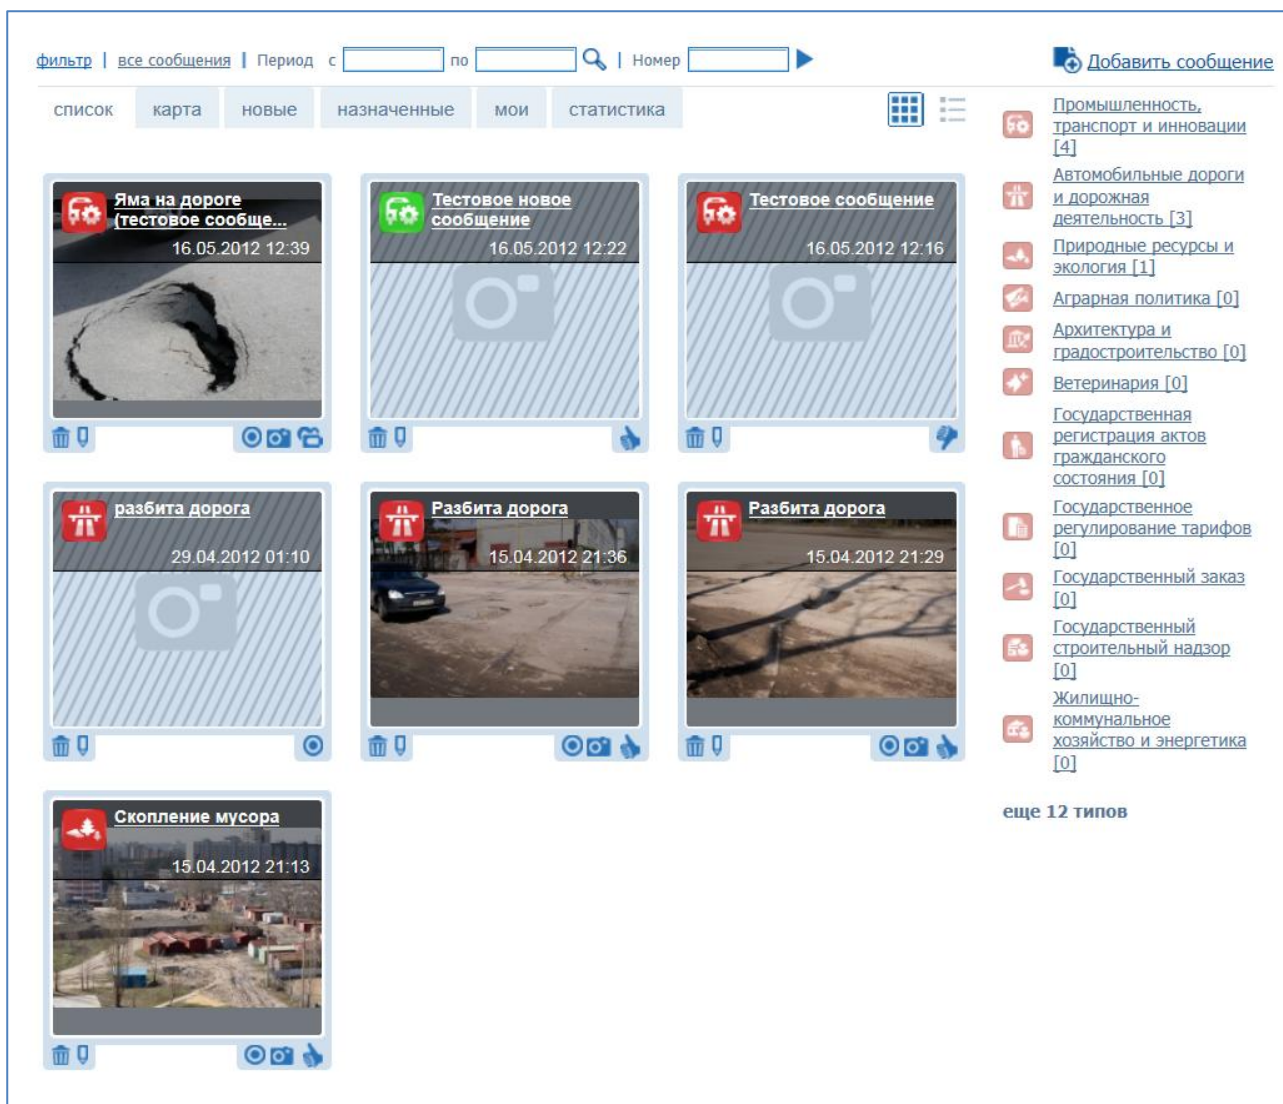 фильтр | все сообщения | Период с по | Номер
Добавить сообщение
список карта новые назначенные мои статистика
Яма на дороге
(тестовое сообще...
16.05.2012 12:39
Тестовое новое
сообщение
16.05.2012 12:22
Тестовое сообщение
16.05.2012 12:16
разбита дорога
29.04.2012 01:10
Разбита дорога
15.04.2012 21:36
Разбита дорога
15.04.2012 21:29
Скопление мусора
15.04.2012 21:13
Промышленность,
транспорт и инновации
[4]
Автомобильные дороги
и дорожная
деятельность [3]
Природные ресурсы и
экология [1]
Аграрная политика [0]
Архитектура и
градостроительство [0]
Ветеринария [0]
Государственная
регистрация актов
гражданского
состояния [0]
Государственное
регулирование тарифов
[0]
Государственный заказ
[0]
Государственный
строительный надзор
[0]
Жилищно-
коммунальное
хозяйство и энергетика
[0]
еще 12 типов